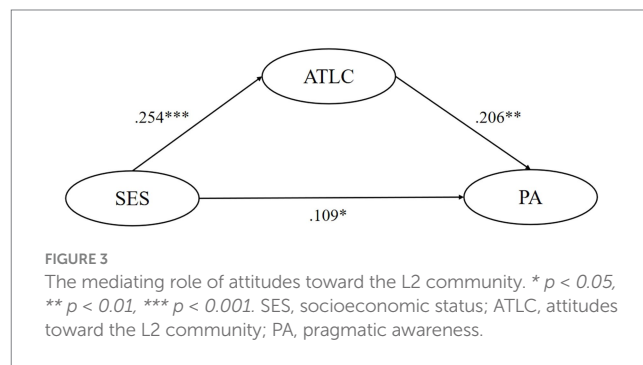 ATLC
.254***
.206**
SES
PA
.109*
FIGURE 3
The mediating role of attitudes toward the L2 community. * p < 0.05,
** p < 0.01, *** p < 0.001. SES, socioeconomic status; ATLC, attitudes
toward the L2 community; PA, pragmatic awareness.